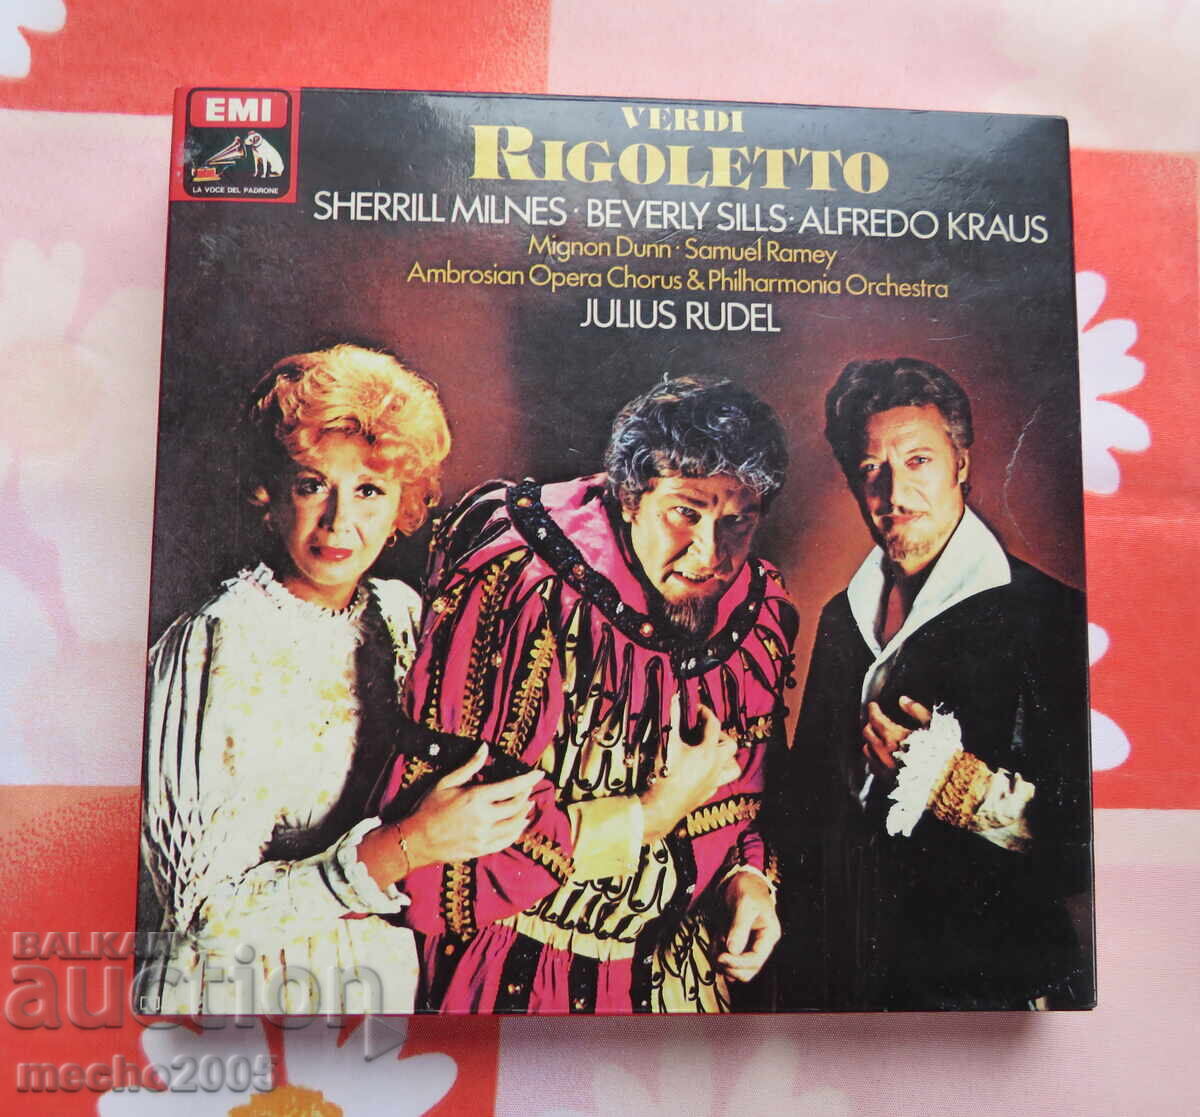 EMI
LA VOCE DEL PADRONE
VERDI
RIGOLETTO
SHERRILL MILNES · BEVERLY SILLS · ALFREDO KRAUS
Mignon Dunn · Samuel Ramey
Ambrosian Opera Chorus & Philharmonia Orchestra
JULIUS RUDEL
BALKAN
auction
mecho2005